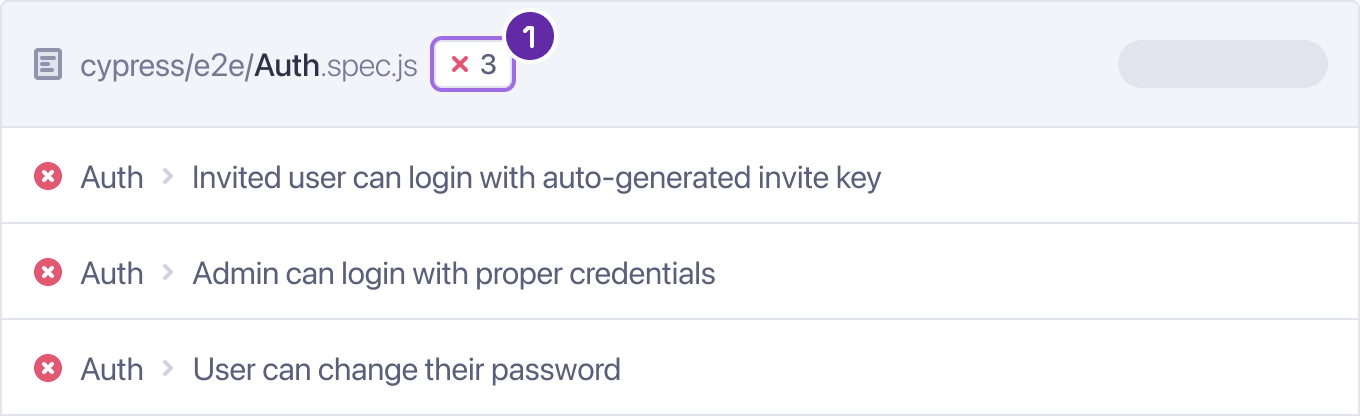 cypress/e2e/Auth.spec.js 3 1
Auth Invited user can login with auto-generated invite key
Auth Admin can login with proper credentials
Auth User can change their password